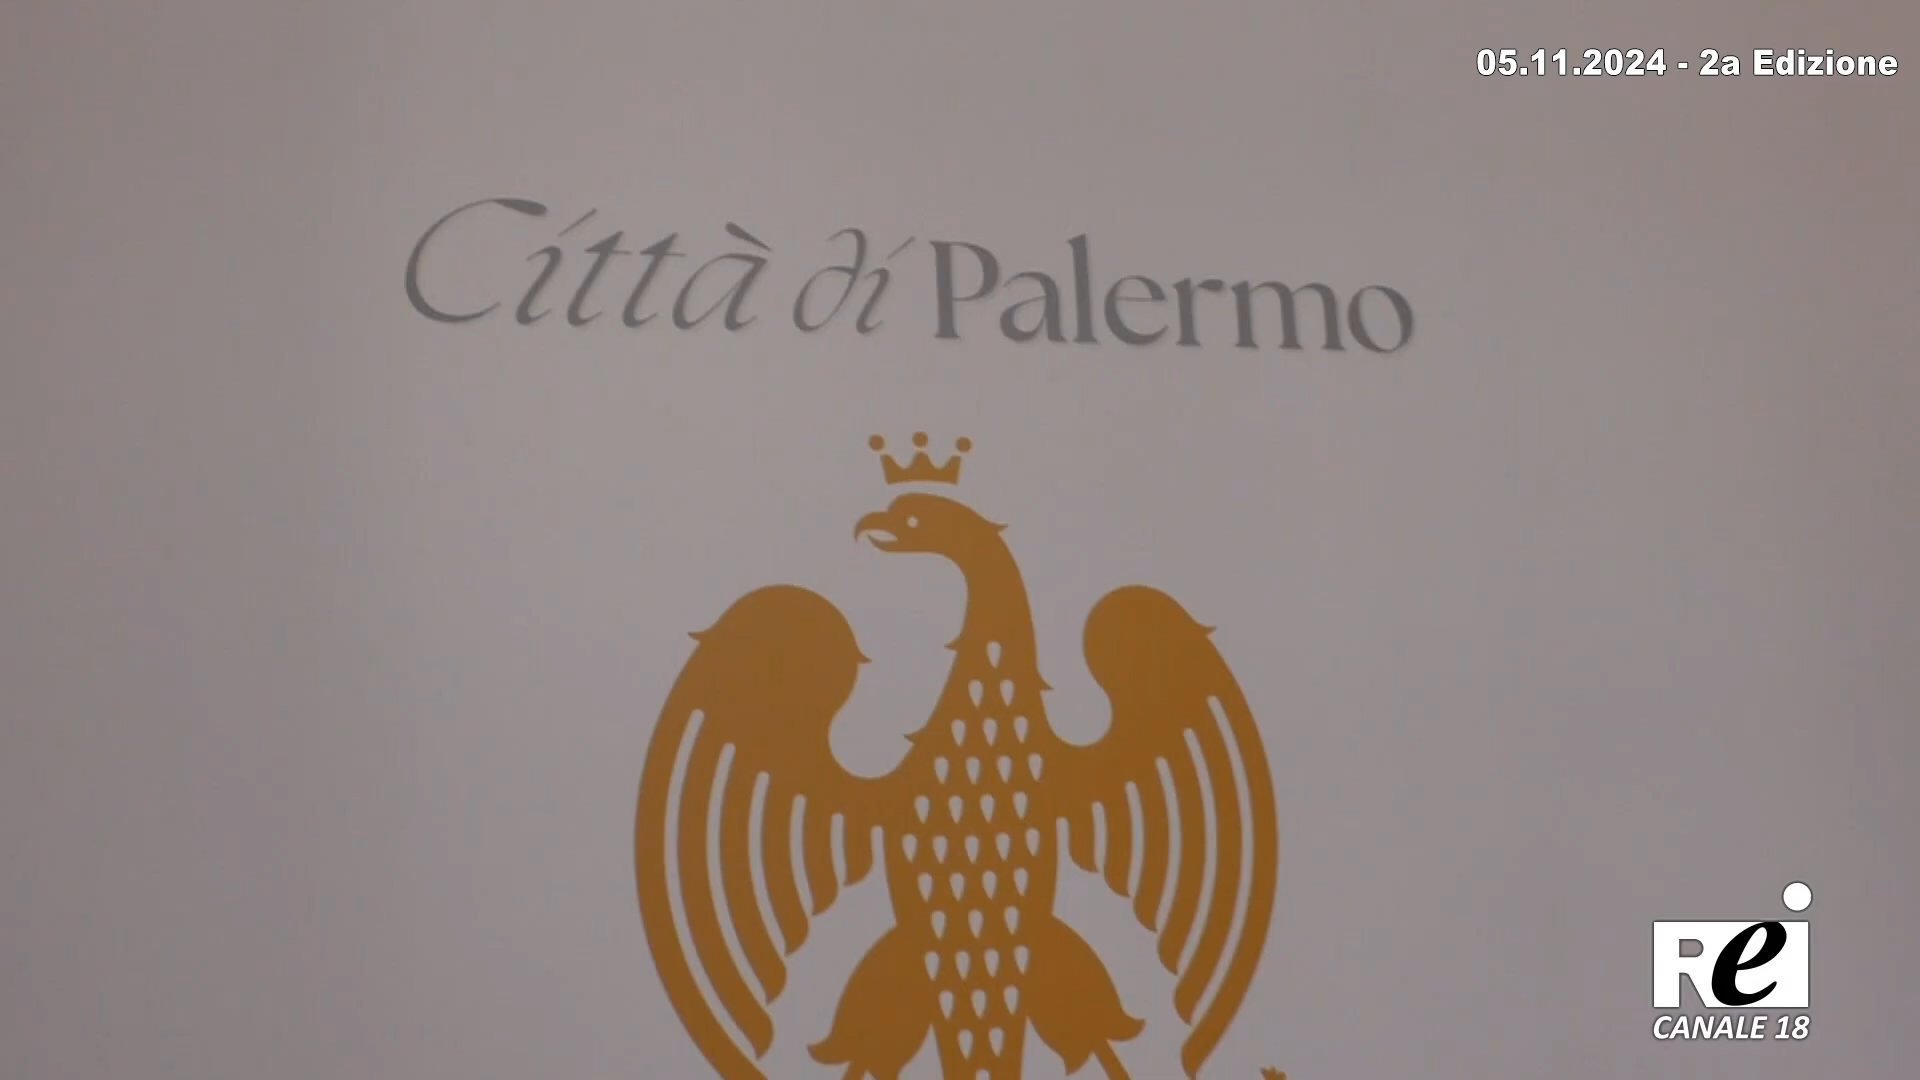 05.11.2024 - 2a Edizione
Città di Palermo
Rei
CANALE 18